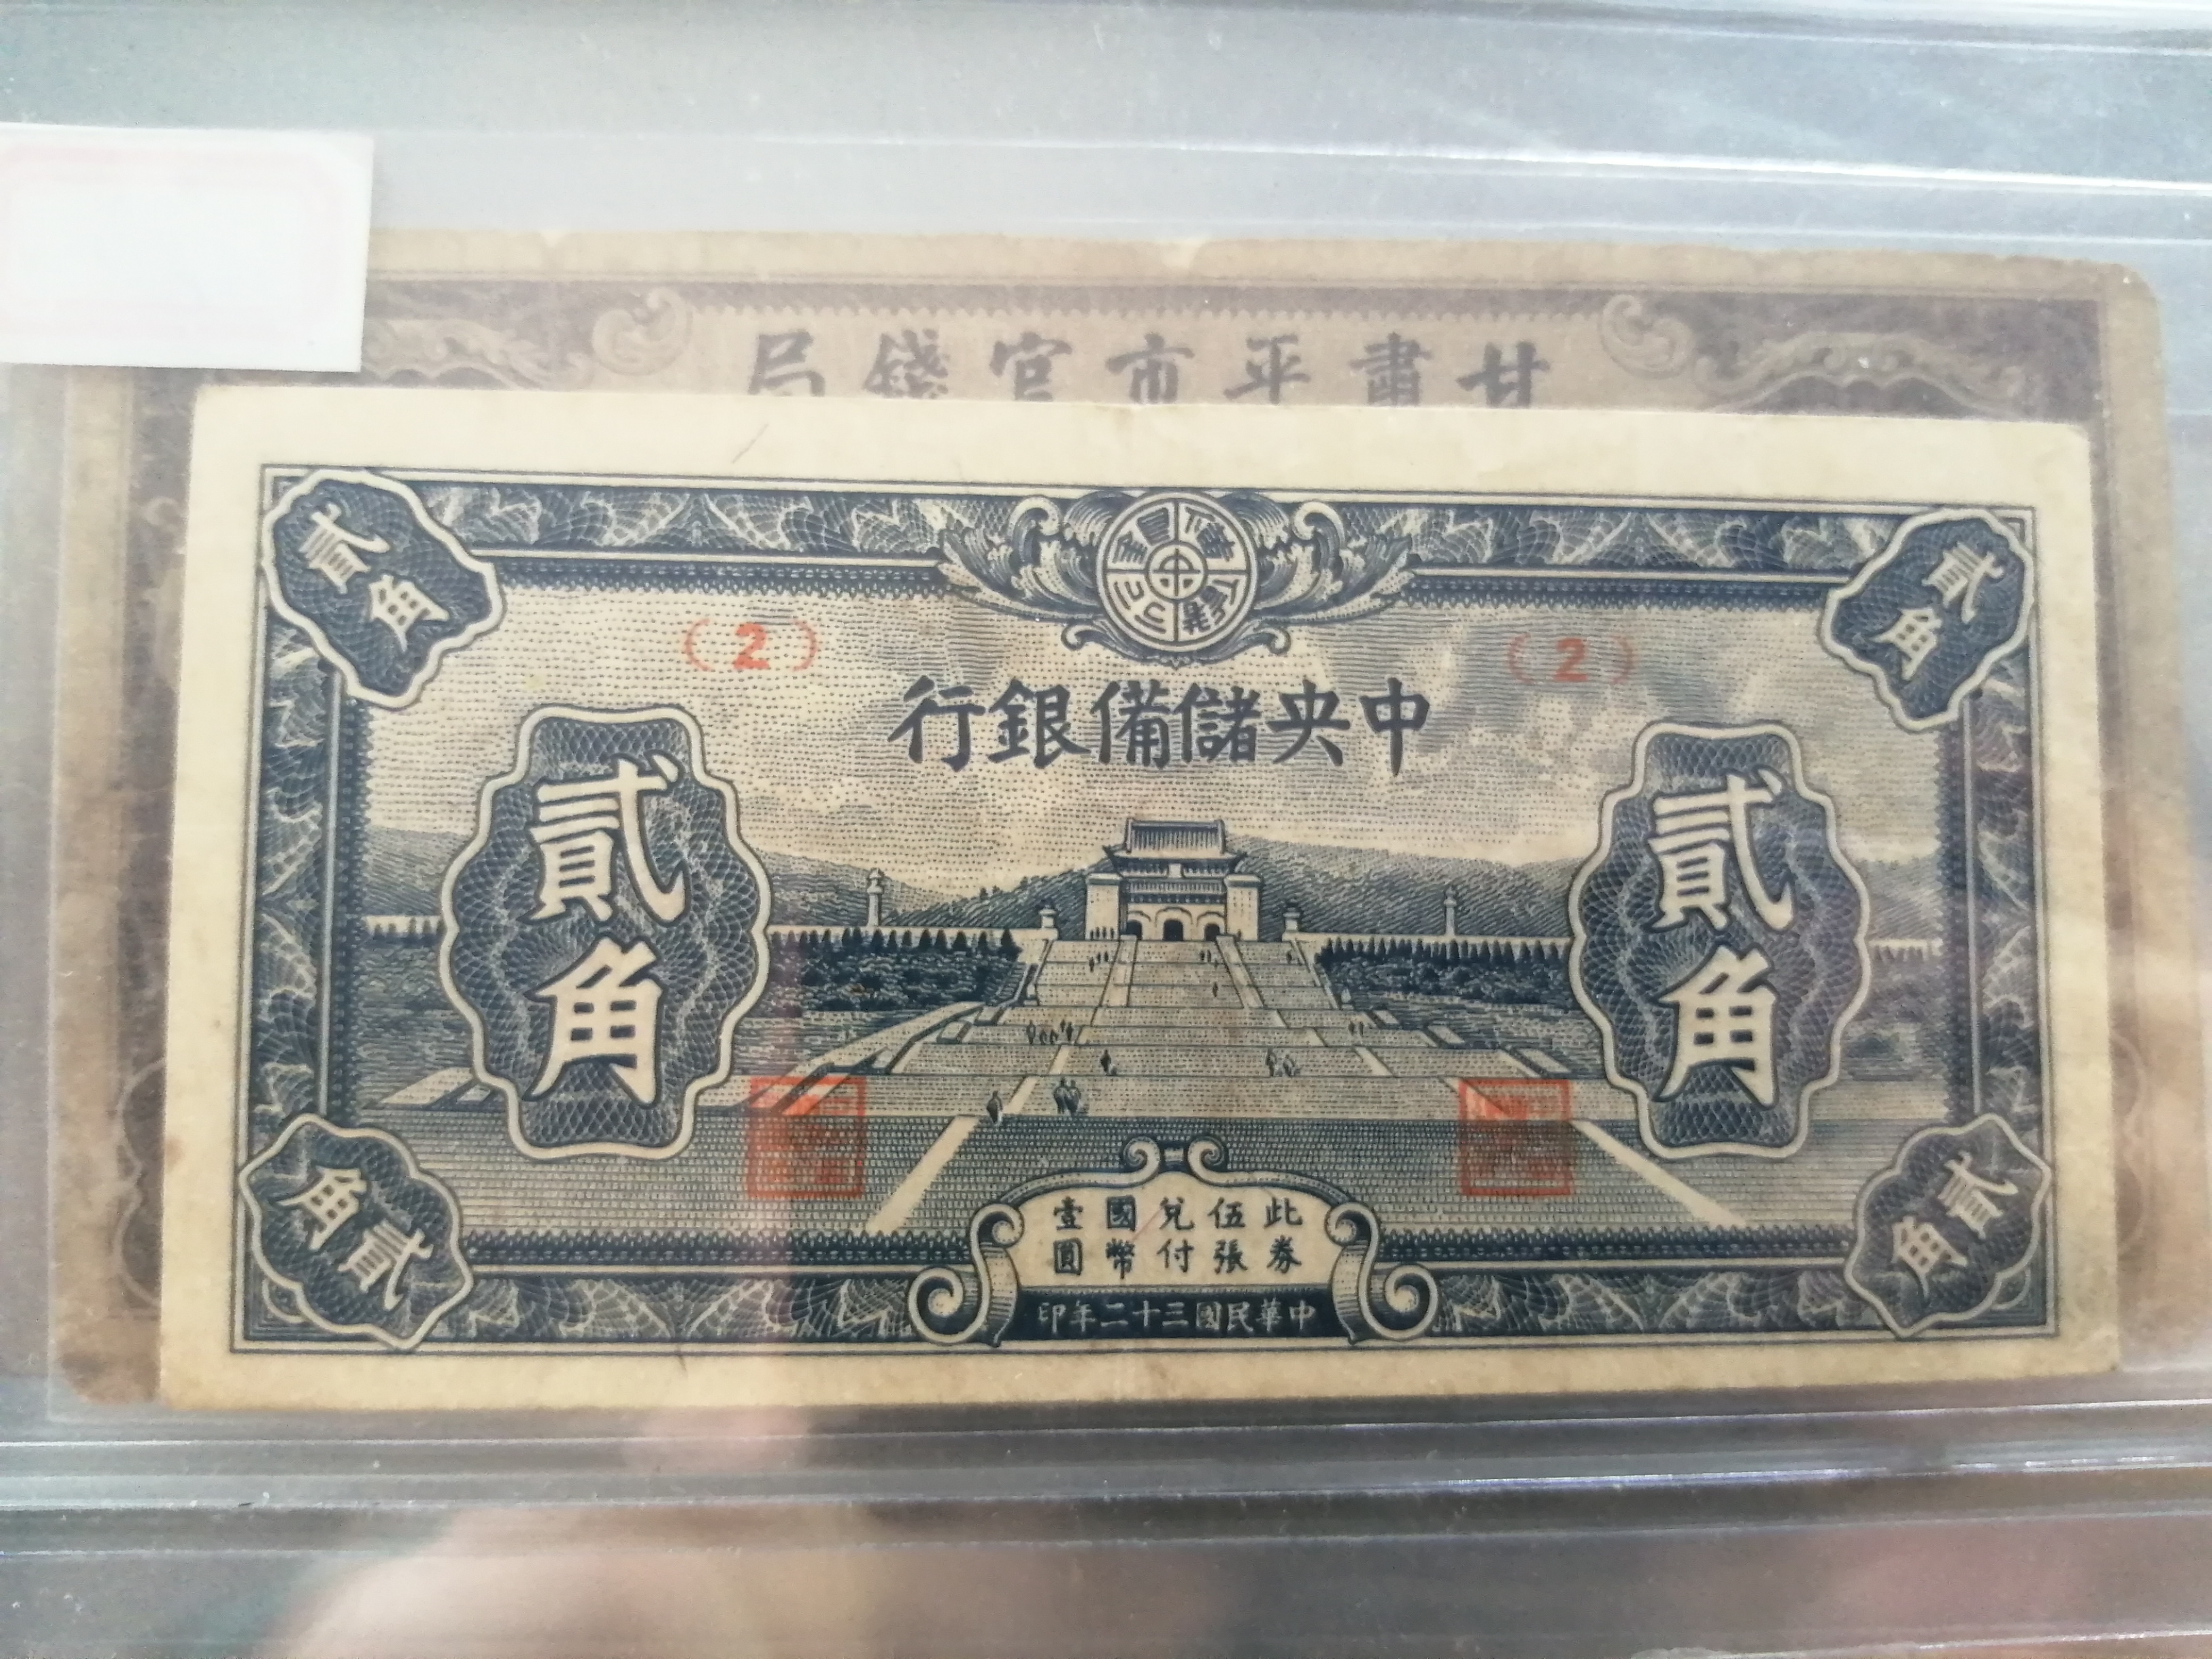 甘肅平市官錢局
貳角
貳角
(2)
(2)
中央儲備銀行
貳角
貳角
此券
伍張
兌付
國幣
壹圓
貳角
貳角
中華民國三十二年印